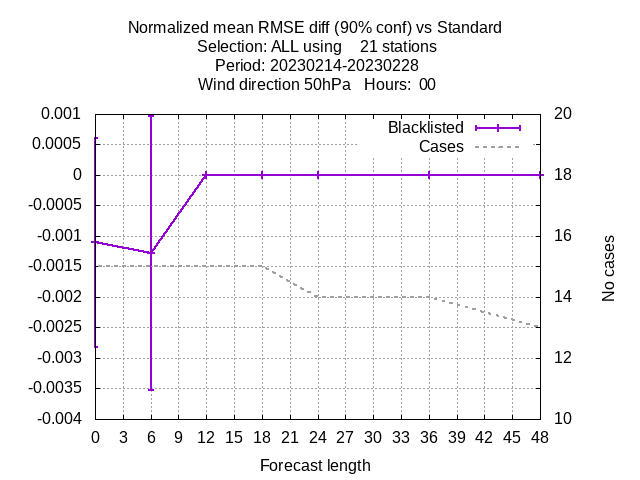 Normalized mean RMSE diff (90% conf) vs Standard
Selection: ALL using    21 stations
Period: 20230214-20230228
Wind direction 50hPa   Hours:  00
0.001
0.0005
0
-0.0005
-0.001
-0.0015
-0.002
-0.0025
-0.003
-0.0035
-0.004
Blacklisted
Cases
20
18
16
14
12
10
No cases
0 3 6 9 12 15 18 21 24 27 30 33 36 39 42 45 48
Forecast length